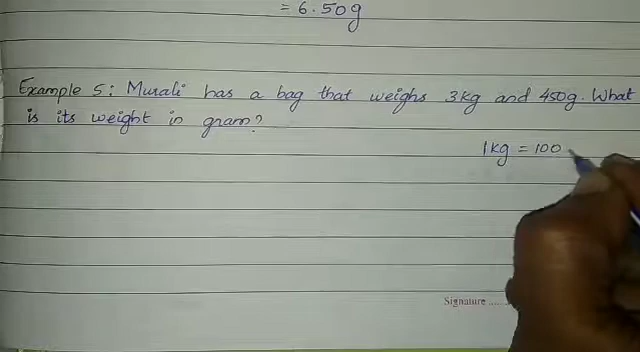 = 6.50g
Example 5: Murali has a bag that weighs 3kg and 450g. What
is its weight in gram?
1kg = 100
Signature ......